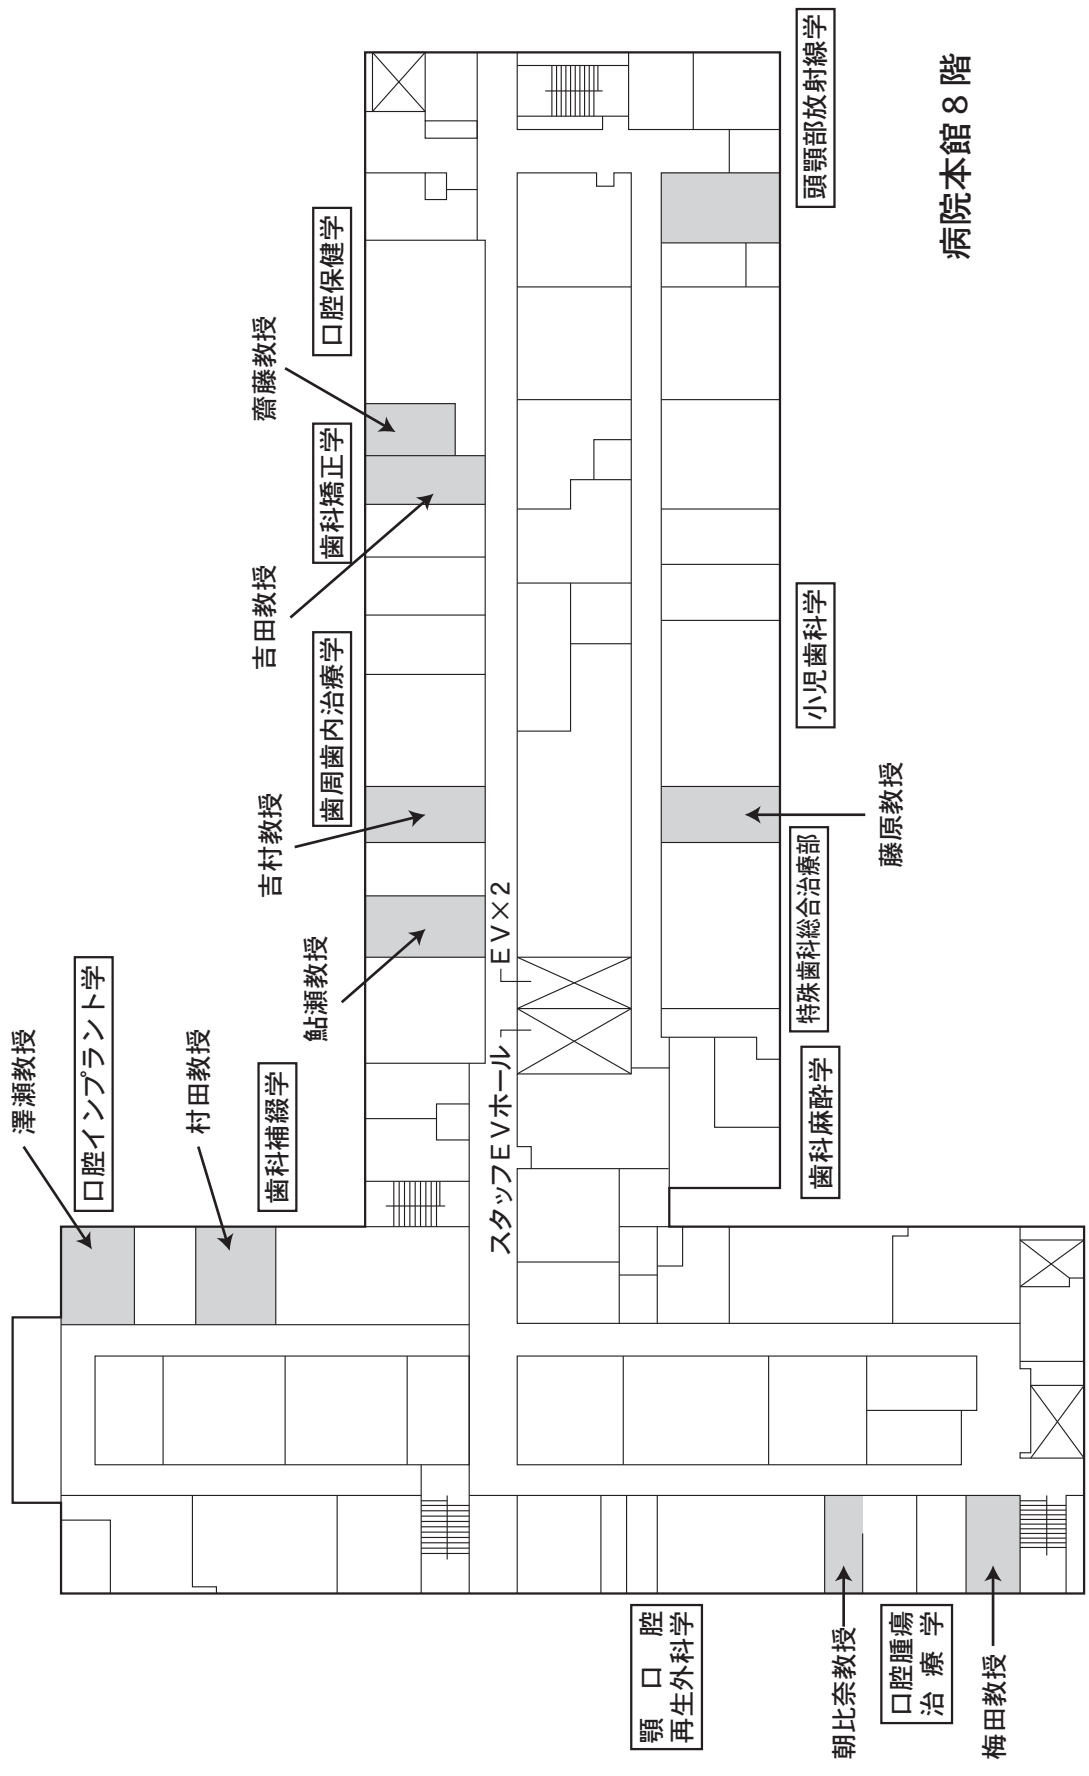 澤瀬教授
口腔インプラント学
村田教授
歯科補綴学
鮎瀬教授
吉村教授
歯周歯内治療学
吉田教授
歯科矯正学
齋藤教授
口腔保健学
スタッフEVホール
EV×2
顎口腔
再生外科学
朝比奈教授
口腔腫瘍
治療学
梅田教授
歯科麻酔学
特殊歯科総合治療部
藤原教授
小児歯科学
頭顎部放射線学
病院本館8階